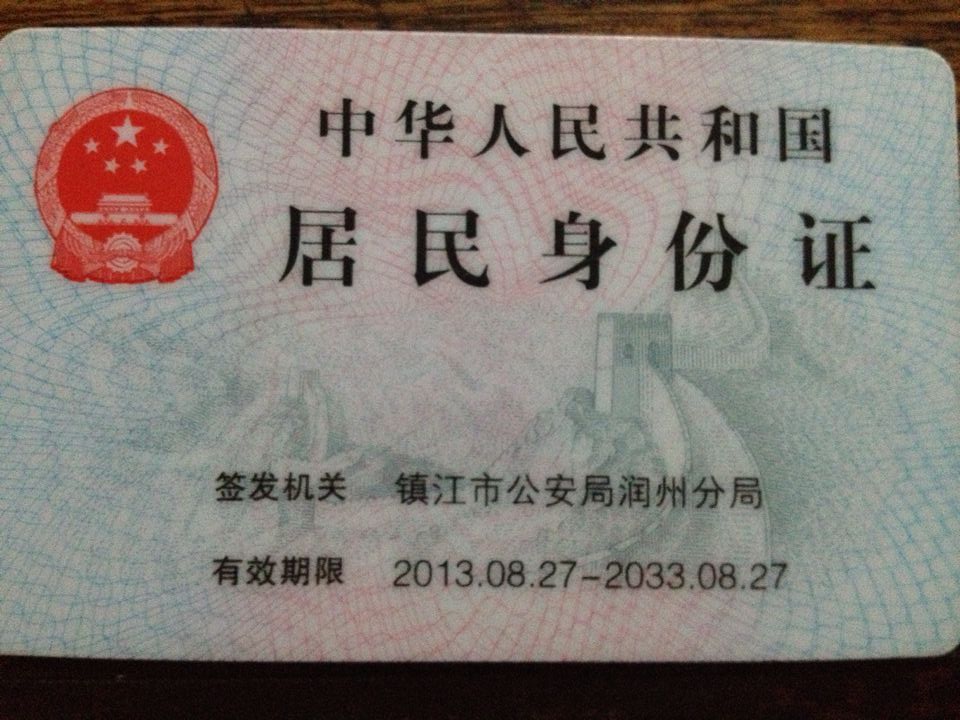 中华人民共和国
居民身份证
签发机关 镇江市公安局润州分局
有效期限 2013.08.27-2033.08.27